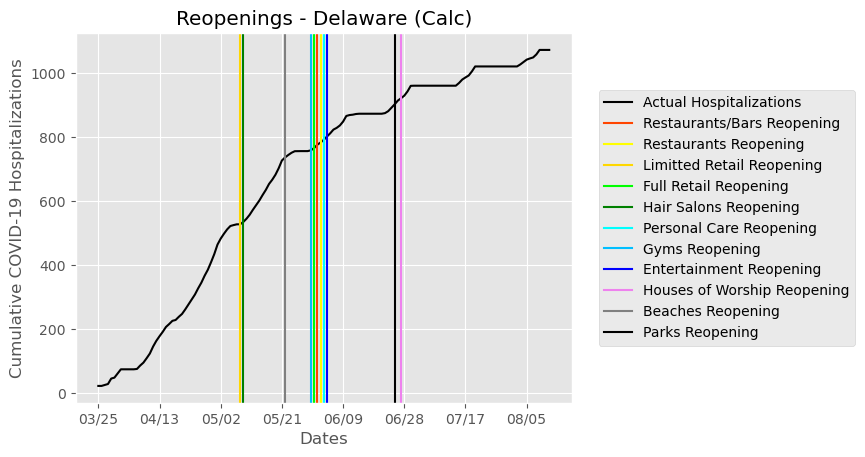 Reopenings - Delaware (Calc)
Cumulative COVID-19 Hospitalizations
1000
800
600
400
200
0
03/25 04/13 05/02 05/21 06/09 06/28 07/17 08/05
Dates
Actual Hospitalizations
Restaurants/Bars Reopening
Restaurants Reopening
Limitted Retail Reopening
Full Retail Reopening
Hair Salons Reopening
Personal Care Reopening
Gyms Reopening
Entertainment Reopening
Houses of Worship Reopening
Beaches Reopening
Parks Reopening